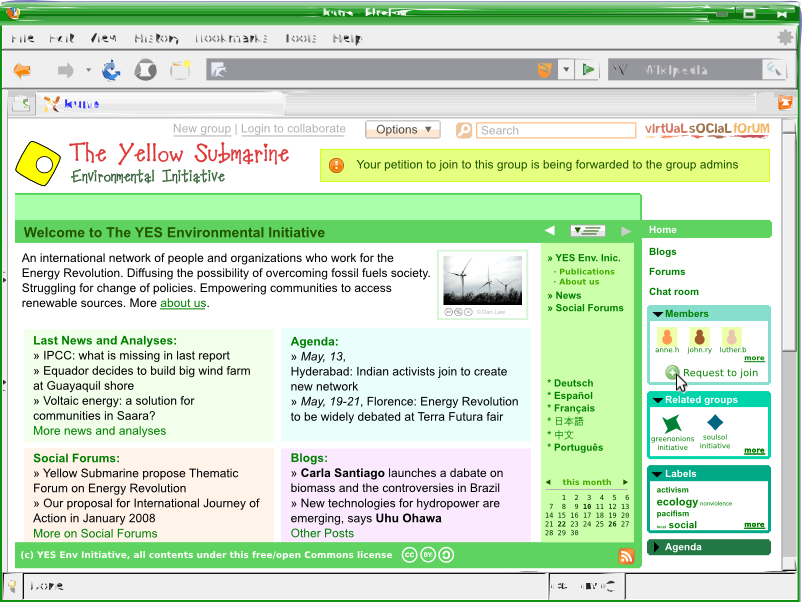 File Edit View History Bookmarks Tools Help
Wikipedia
kune
New group | Login to collaborate
Options ▼
Search
virtUaL sOCIaL fOrUM
The Yellow Submarine
Environmental Initiative
Your petition to join to this group is being forwarded to the group admins
Welcome to The YES Environmental Initiative
An international network of people and organizations who work for the
Energy Revolution. Diffusing the possibility of overcoming fossil fuels society.
Struggling for change of policies. Empowering communities to access
renewable sources. More about us.
© Dan Law
Last News and Analyses:
» IPCC: what is missing in last report
» Equador decides to build big wind farm
at Guayaquil shore
» Voltaic energy: a solution for
communities in Saara?
More news and analyses
Agenda:
» May, 13,
Hyderabad: Indian activists join to create
new network
» May, 19-21, Florence: Energy Revolution
to be widely debated at Terra Futura fair
Social Forums:
» Yellow Submarine propose Thematic
Forum on Energy Revolution
» Our proposal for International Journey of
Action in January 2008
More on Social Forums
Blogs:
» Carla Santiago launches a dabate on
biomass and the controversies in Brazil
» New technologies for hydropower are
emerging, says Uhu Ohawa
Other Posts
» YES Env. Inic.
· Publications
· About us
» News
» Social Forums
* Deutsch
* Español
* Français
* 日本語
* 中文
* Português
◄ this month ►
1 2 3 4 5 6
7 8 9 10 11 12 13
14 15 16 17 18 19 20
21 22 23 24 25 26 27
28 29 30
Home
Blogs
Forums
Chat room
Members
anne.h john.ry luther.b
more
Request to join
Related groups
greenonions
initiative
soulsol
initiative
more
Labels
activism
ecology nonviolence
pacifism
social
more
Agenda
(c) YES Env Initiative, all contents under this free/open Commons license
cc BY